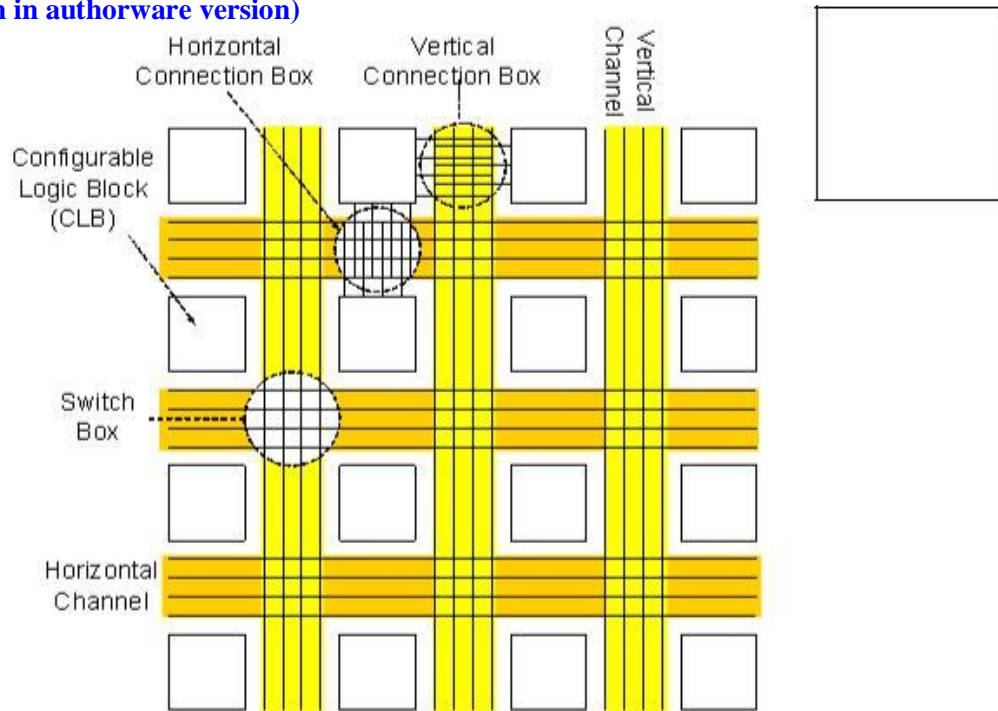 in authorware version)
Horizontal
Connection Box
Vertical
Connection Box
Vertical
Channel
Configurable
Logic Block
(CLB)
Switch
Box
Horizontal
Channel